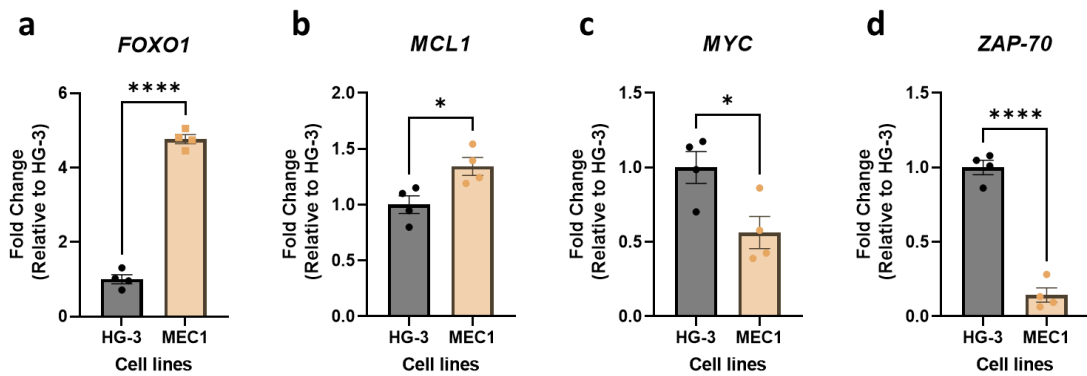 a
FOXO1
****
Fold Change
(Relative to HG-3)
6
4
2
0
HG-3 MEC1
Cell lines
b
MCL1
*
Fold Change
(Relative to HG-3)
2.0
1.5
1.0
0.5
0.0
HG-3 MEC1
Cell lines
c
MYC
*
Fold Change
(Relative to HG-3)
1.5
1.0
0.5
0.0
HG-3 MEC1
Cell lines
d
ZAP-70
****
Fold Change
(Relative to HG-3)
1.5
1.0
0.5
0.0
HG-3 MEC1
Cell lines